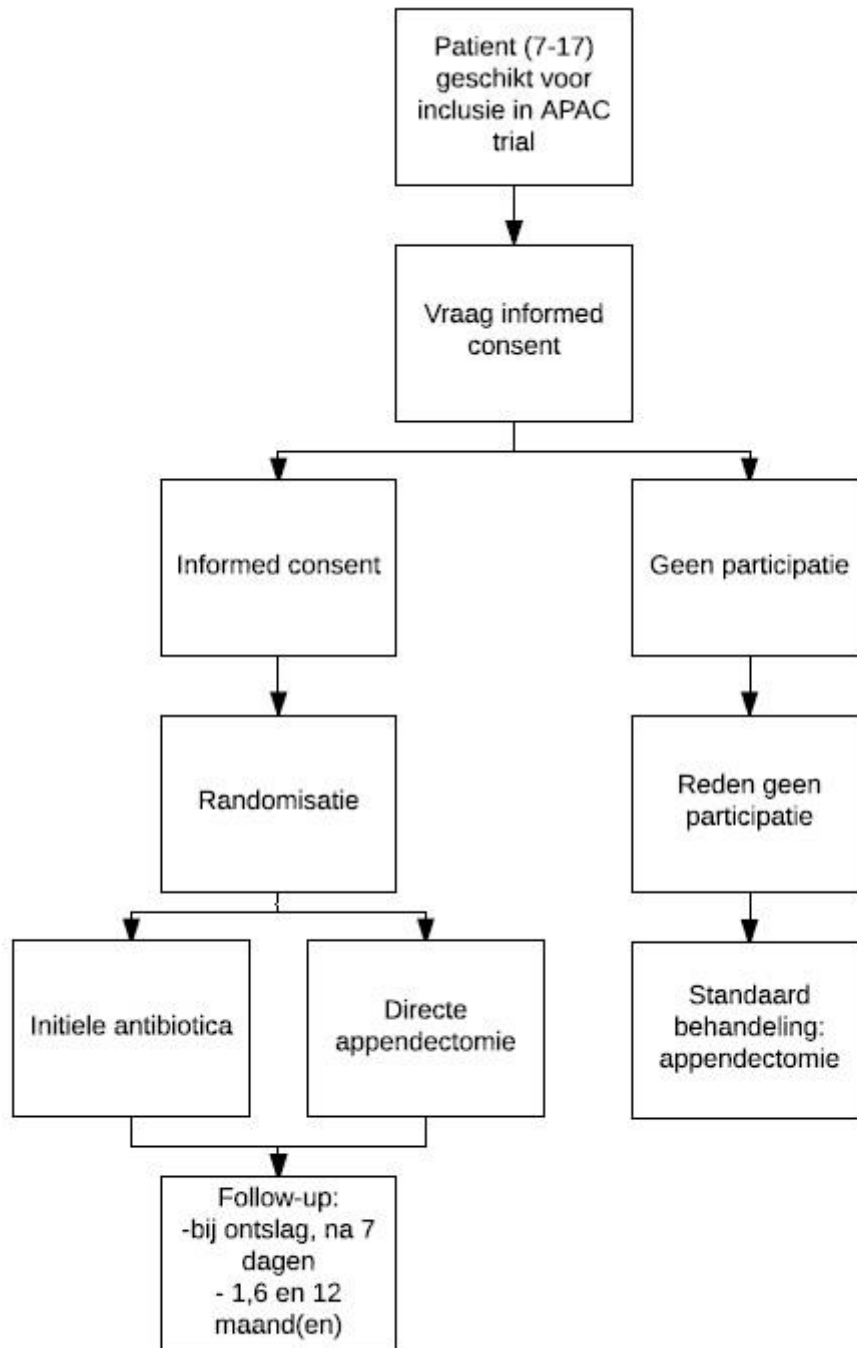 Patient (7-17)
geschikt voor
inclusie in APAC
trial
Vraag informed
consent
Informed consent
Geen participatie
Randomisatie
Reden geen
participatie
Initiele antibiotica
Directe
appendectomie
Standaard
behandeling:
appendectomie
Follow-up:
-bij ontslag, na 7
dagen
- 1,6 en 12
maand(en)